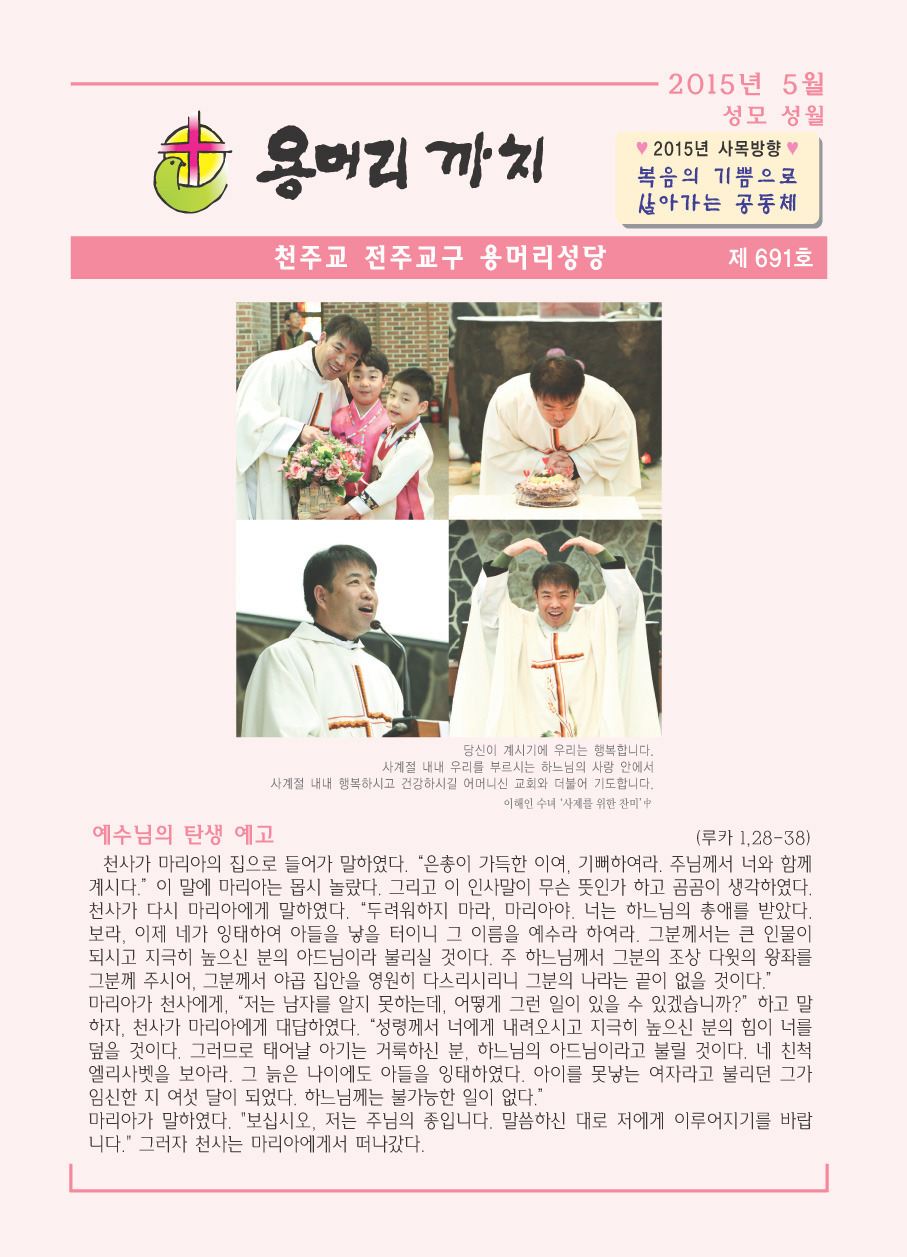 2015년 5월
성모 성월
용머리 까치
♥ 2015년 사목방향 ♥
복음의 기쁨으로
살아가는 공동체
천주교 전주교구 용머리성당
제 691호
당신이 계시기에 우리는 행복합니다.
사계절 내내 우리를 부르시는 하느님의 사랑 안에서
사계절 내내 행복하시고 건강하시길 어머니신 교회와 더불어 기도합니다.
이해인 수녀 ‘사제를 위한 찬미’中
예수님의 탄생 예고
(루카 1,28-38)
천사가 마리아의 집으로 들어가 말하였다. “은총이 가득한 이여, 기뻐하여라. 주님께서 너와 함께
계시다.” 이 말에 마리아는 몹시 놀랐다. 그리고 이 인사말이 무슨 뜻인가 하고 곰곰이 생각하였다.
천사가 다시 마리아에게 말하였다. “두려워하지 마라, 마리아야. 너는 하느님의 총애를 받았다.
보라, 이제 네가 잉태하여 아들을 낳을 터이니 그 이름을 예수라 하여라. 그분께서는 큰 인물이
되시고 지극히 높으신 분의 아드님이라 불리실 것이다. 주 하느님께서 그분의 조상 다윗의 왕좌를
그분께 주시어, 그분께서 야곱 집안을 영원히 다스리시리니 그분의 나라는 끝이 없을 것이다.”
마리아가 천사에게, “저는 남자를 알지 못하는데, 어떻게 그런 일이 있을 수 있겠습니까?” 하고 말
하자, 천사가 마리아에게 대답하였다. “성령께서 너에게 내려오시고 지극히 높으신 분의 힘이 너를
덮을 것이다. 그러므로 태어날 아기는 거룩하신 분, 하느님의 아드님이라고 불릴 것이다. 네 친척
엘리사벳을 보아라. 그 늙은 나이에도 아들을 잉태하였다. 아이를 못낳는 여자라고 불리던 그가
임신한 지 여섯 달이 되었다. 하느님께는 불가능한 일이 없다.”
마리아가 말하였다. "보십시오, 저는 주님의 종입니다. 말씀하신 대로 저에게 이루어지기를 바랍
니다." 그러자 천사는 마리아에게서 떠나갔다.